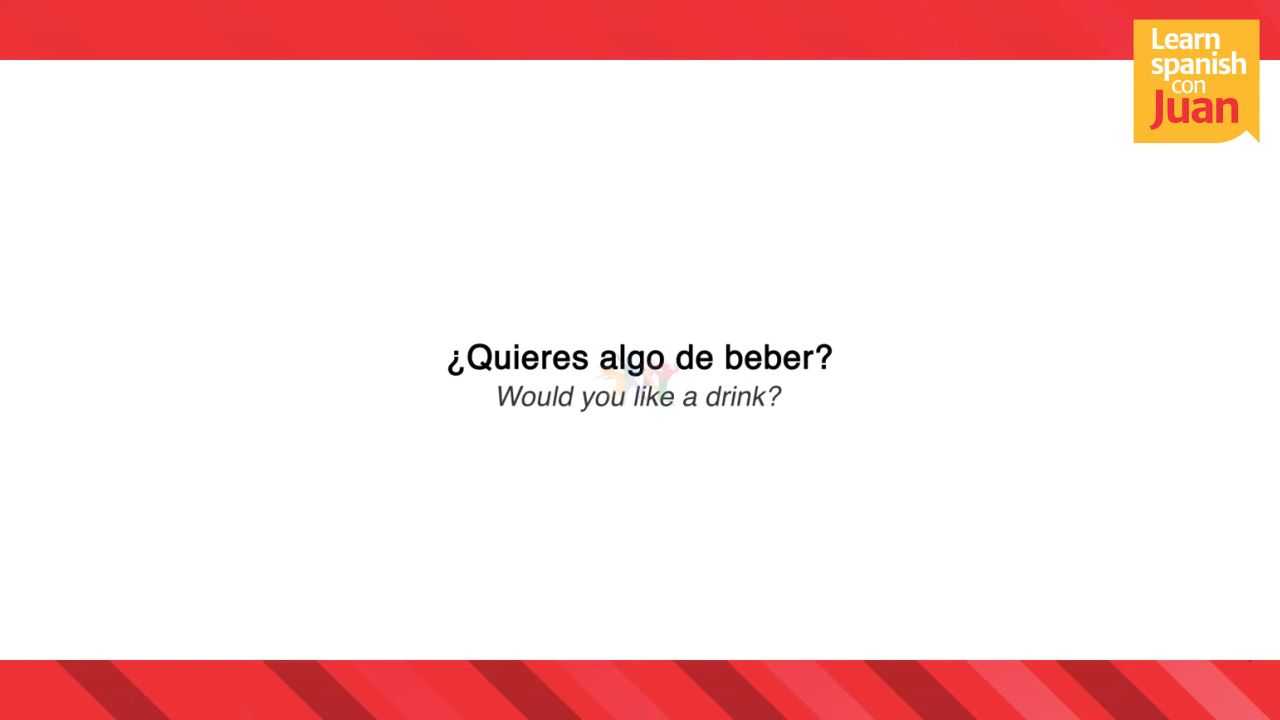 Learn
spanish
con
Juan
¿Quieres algo de beber?
Would you like a drink?